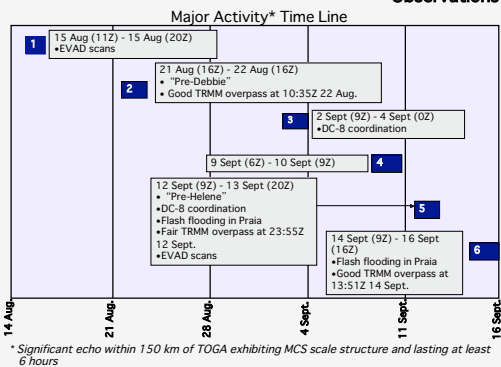 Observations
Major Activity* Time Line
1
15 Aug (11Z) - 15 Aug (20Z)
•EVAD scans
21 Aug (16Z) - 22 Aug (16Z)
• "Pre-Debbie"
• Good TRMM overpass at 10:35Z 22 Aug.
2
2 Sept (9Z) - 4 Sept (0Z)
•DC-8 coordination
3
9 Sept (6Z) - 10 Sept (9Z)
4
12 Sept (9Z) - 13 Sept (20Z)
• "Pre-Helene"
•DC-8 coordination
•Flash flooding in Praia
•Fair TRMM overpass at 23:55Z
12 Sept.
•EVAD scans
5
14 Sept (9Z) - 16 Sept
(16Z)
•Flash flooding in Praia
•Good TRMM overpass at
13:51Z 14 Sept.
6
14 Aug
21 Aug.
28 Aug.
4 Sept.
11 Sept.
16 Sept.
* Significant echo within 150 km of TOGA exhibiting MCS scale structure and lasting at least
6 hours